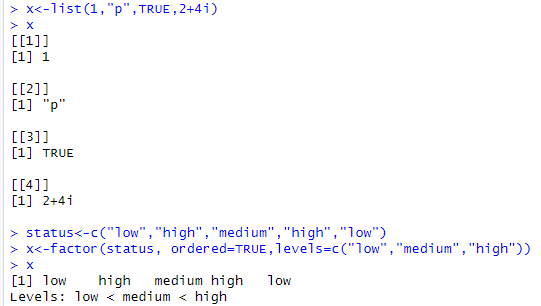 > x<-list(1,"p",TRUE,2+4i)
> x
[[1]]
[1] 1

[[2]]
[1] "p"

[[3]]
[1] TRUE

[[4]]
[1] 2+4i

> status<-c("low","high","medium","high","low")
> x<-factor(status, ordered=TRUE,levels=c("low","medium","high"))
> x
[1] low    high   medium high   low
Levels: low < medium < high